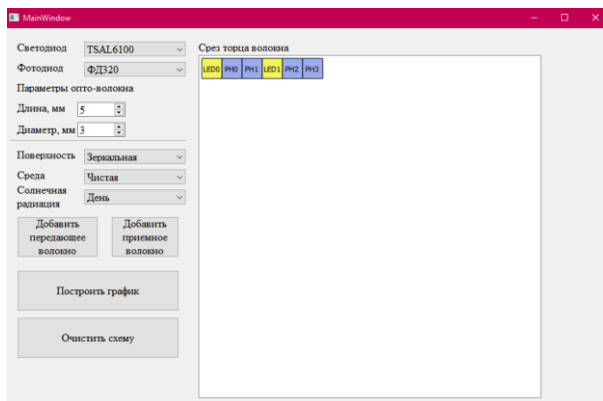 MainWindow
Светодиод TSAL6100
Фотодиод ФД320
Параметры опто-волокна
Длина, мм 5
Диаметр, мм 3
Поверхность Зеркальная
Среда Чистая
Солнечная
радиация День
Добавить
передающее
волокно
Добавить
приемное
волокно
Построить график
Очистить схему
Срез торца волокна
LED0 PH0 PH1 LED1 PH2 PH3